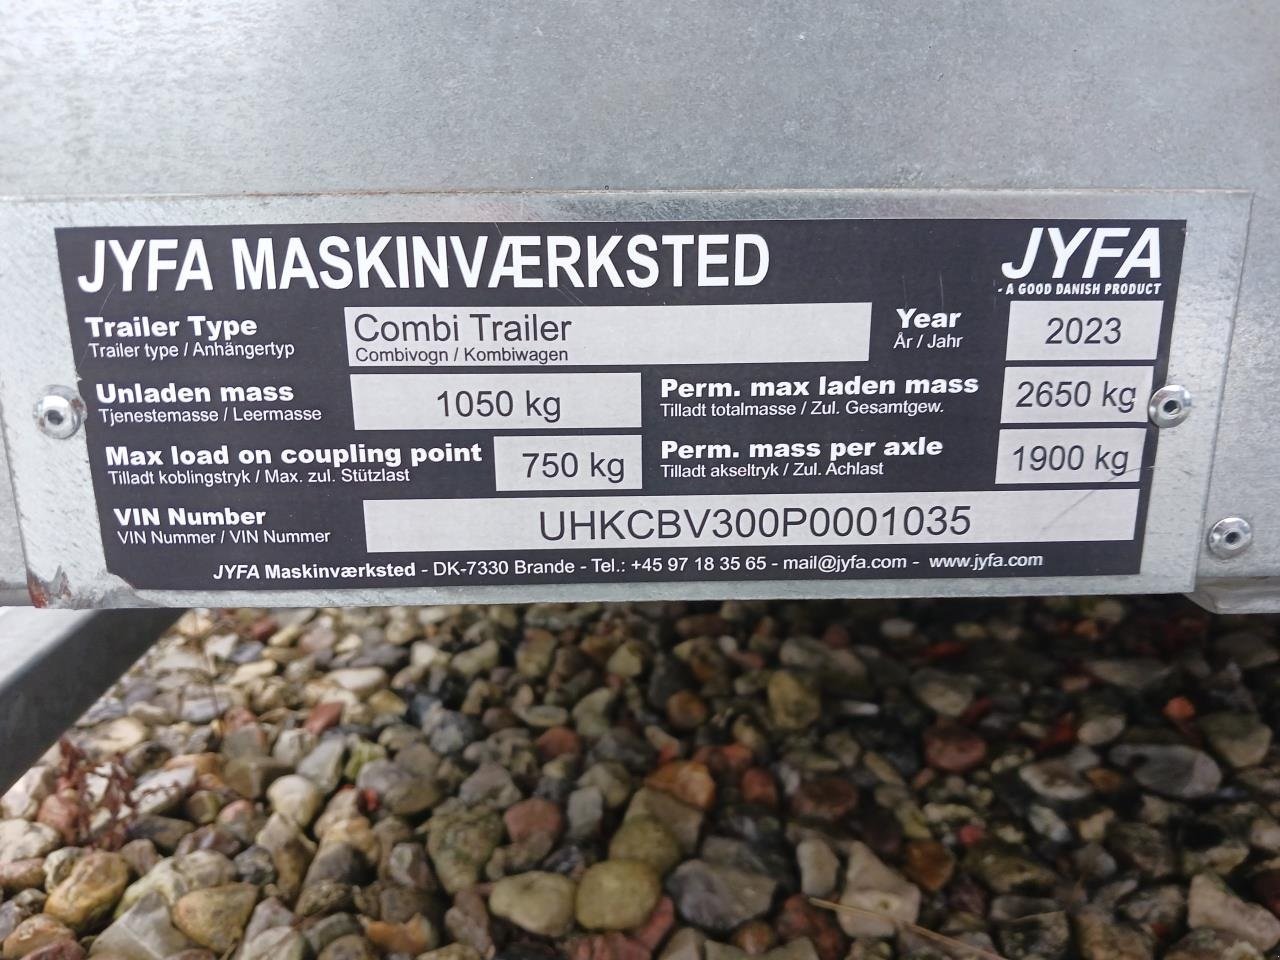 JYFA MASKINVÆRKSTED
JYFA
- A GOOD DANISH PRODUCT
Trailer Type
Trailer type / Anhängertyp
Combi Trailer
Combivogn / Kombiwagen
Year
År / Jahr
2023
Unladen mass
Tjenestemasse / Leermasse
1050 kg
Perm. max laden mass
Tilladt totalmasse / Zul. Gesamtgew.
2650 kg
Max load on coupling point
Tilladt koblingstryk / Max. zul. Stützlast
750 kg
Perm. mass per axle
Tilladt akseltryk / Zul. Achlast
1900 kg
VIN Number
VIN Nummer / VIN Nummer
UHKCBV300P0001035
JYFA Maskinværksted - DK-7330 Brande - Tel.: +45 97 18 35 65 - mail@jyfa.com - www.jyfa.com